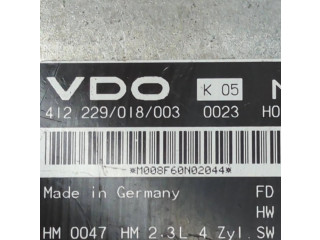 VDO K 05
412 229/018/003 0023 HO
*M008F60N02044*
Made in Germany FD
HW
HM 0047 HM 2.3L 4 Zyl. SW